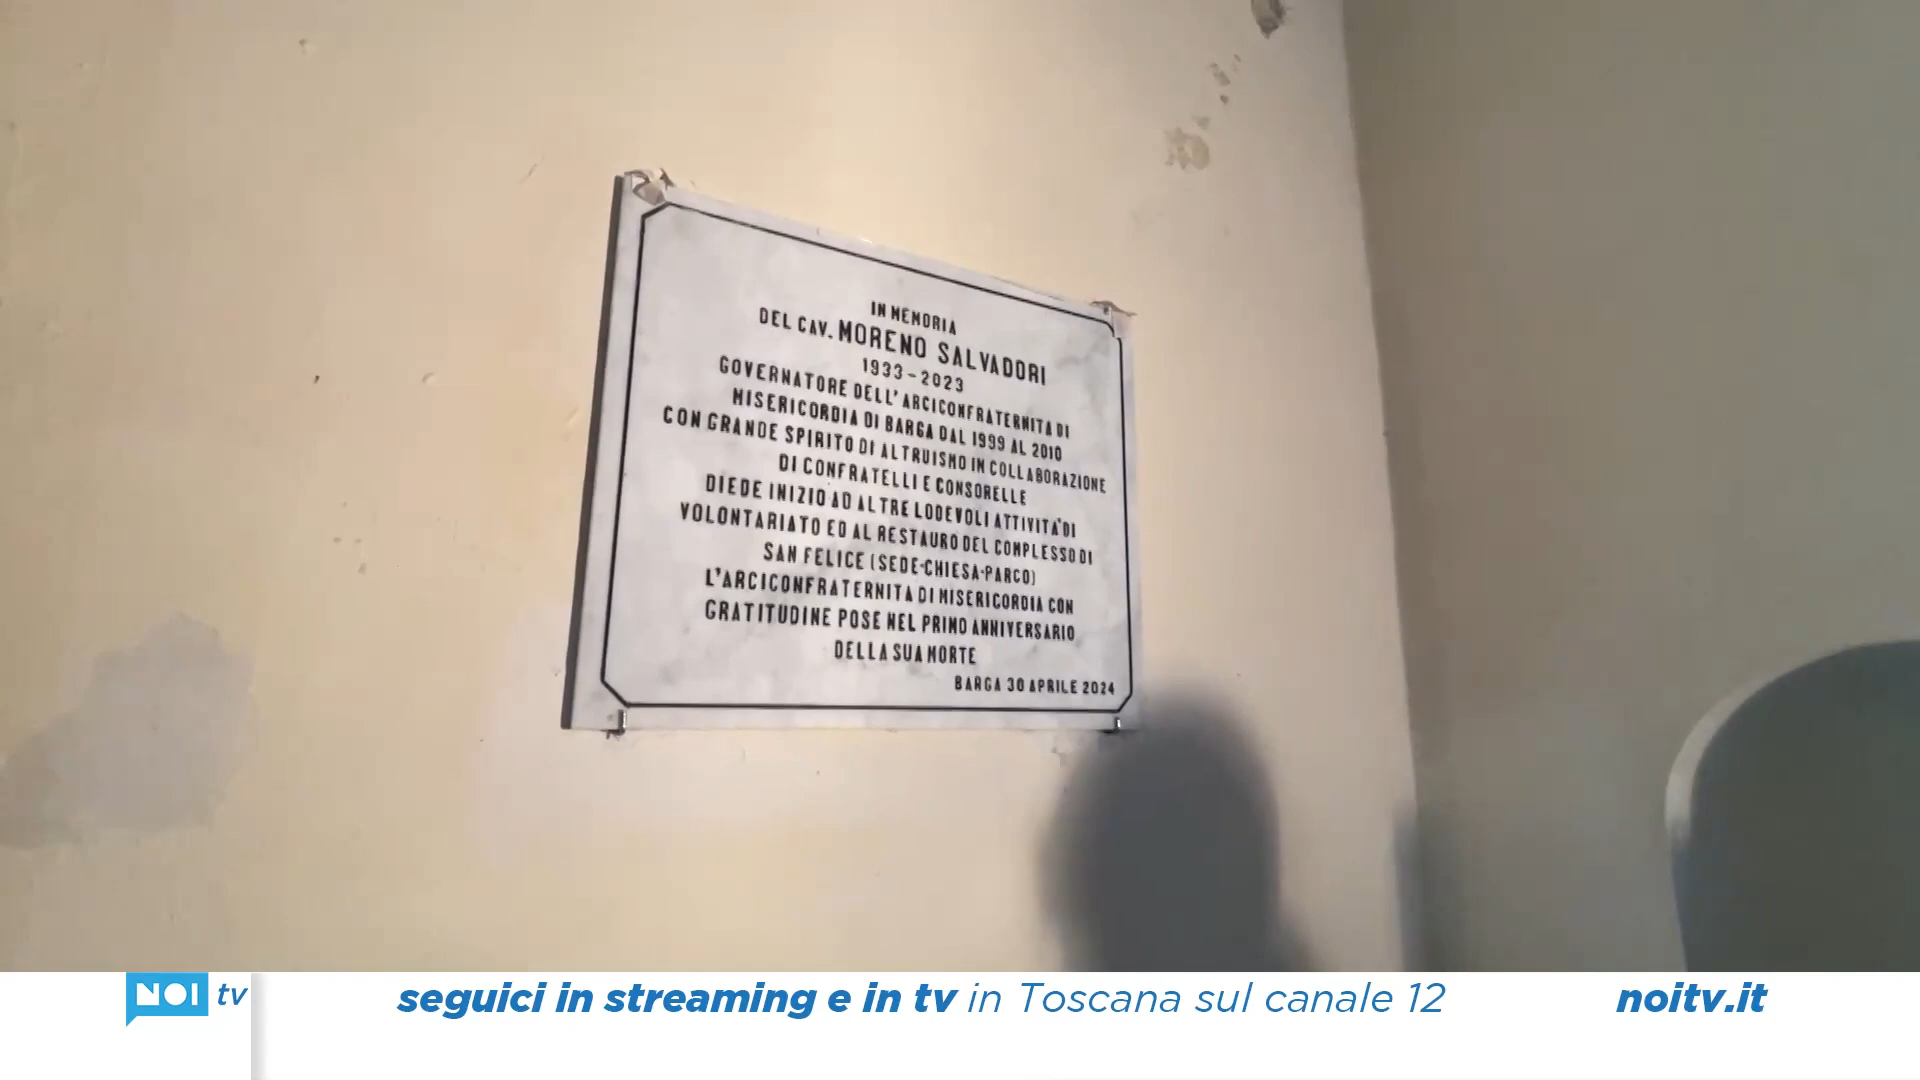 IN MEMORIA
DEL CAV. MORENO SALVADORI
1933-2023
GOVERNATORE DELL'ARCICONFRATERNITA DI
MISERICORDIA DI BARGA DAL 1999 AL 2010
CON GRANDE SPIRITO DI ALTRUISMO IN COLLABORAZIONE
DI CONFRATELLI E CONSORELLE
DIEDE INIZIO AD ALTRE LODEVOLI ATTIVITA' DI
VOLONTARIATO ED AL RESTAURO DEL COMPLESSO DI
SAN FELICE (SEDE-CHIESA-PARCO)
L'ARCICONFRATERNITA DI MISERICORDIA CON
GRATITUDINE POSE NEL PRIMO ANNIVERSARIO
DELLA SUA MORTE
BARGA 30 APRILE 2024
NOI tv
seguici in streaming e in tv in Toscana sul canale 12
noitv.it